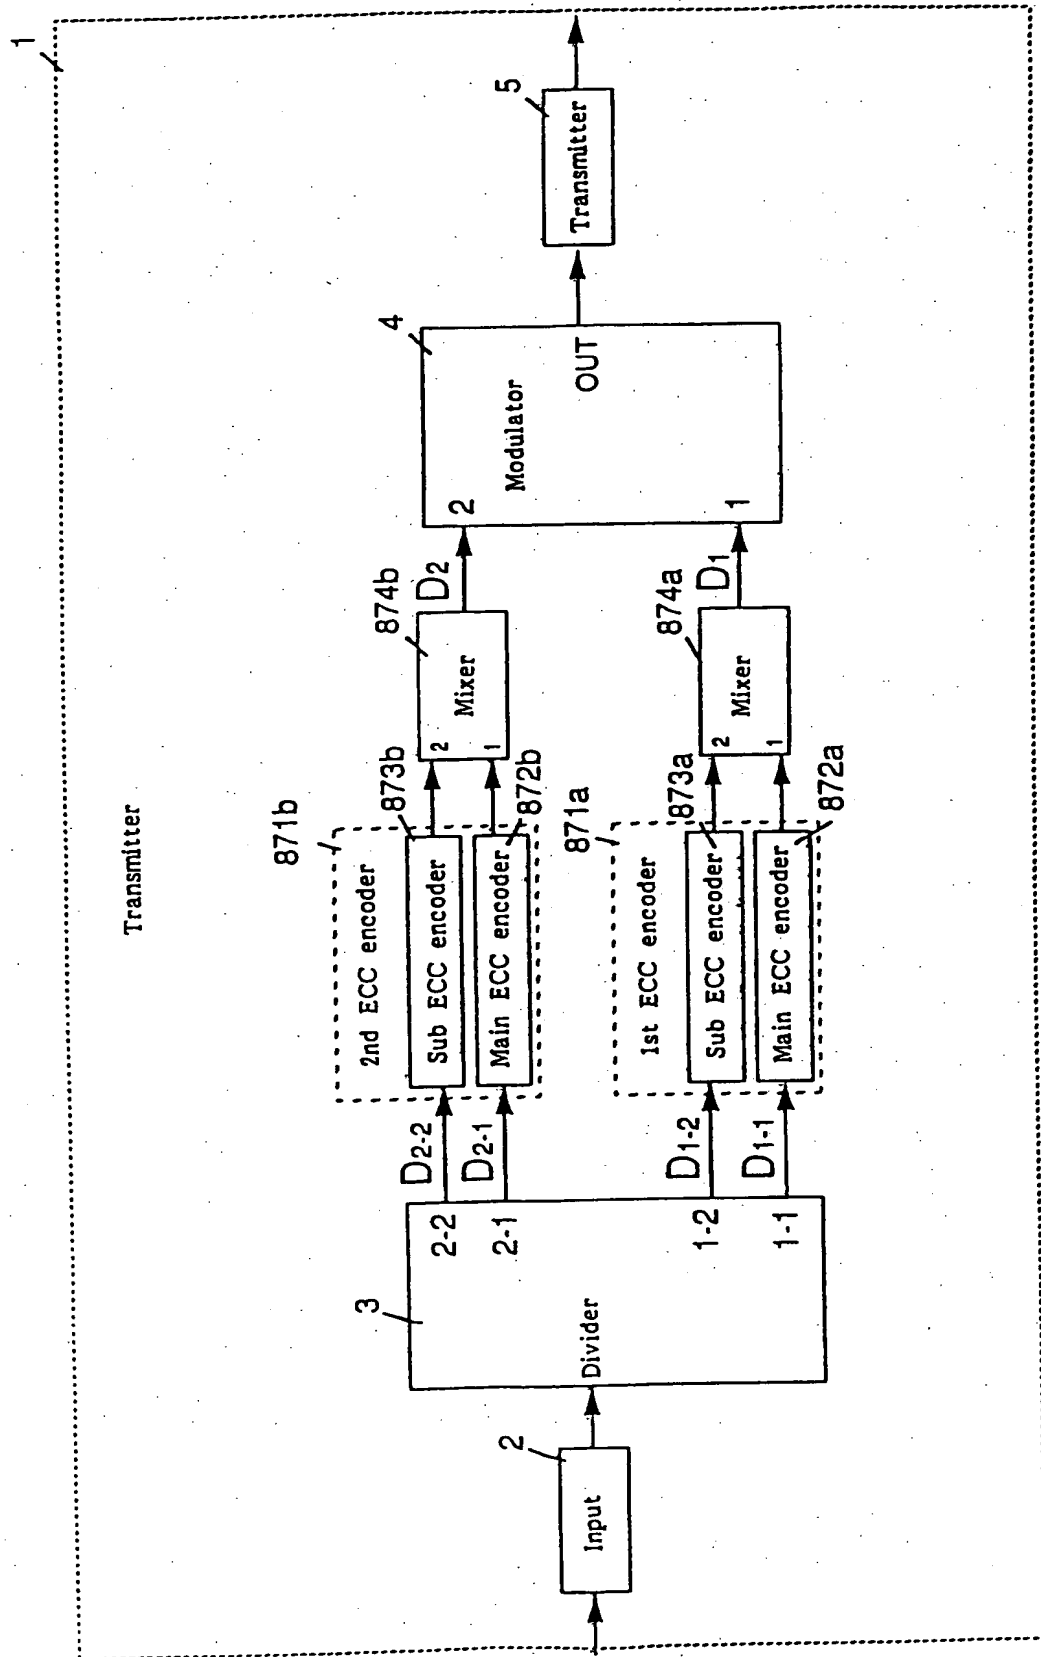 1
Transmitter
Input
2
Divider
3
2-2
2-1
1-2
1-1
D2-2
D2-1
D1-2
D1-1
2nd ECC encoder
871b
Sub ECC encoder
873b
Main ECC encoder
872b
1st ECC encoder
871a
Sub ECC encoder
873a
Main ECC encoder
872a
Mixer
2
1
874b
Mixer
2
1
874a
D2
D1
Modulator
4
2
1
OUT
Transmitter
5